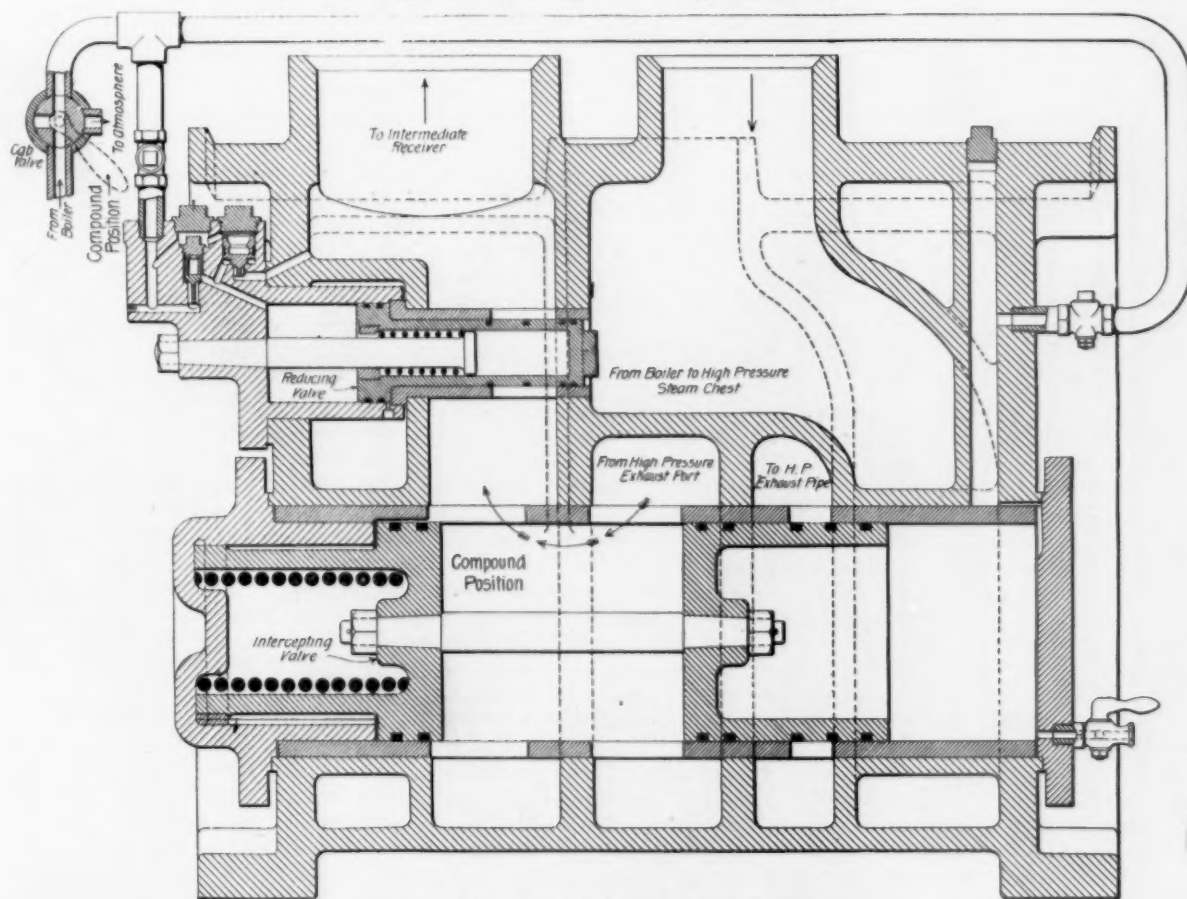 To Intermediate
Receiver
To atmosphere
Cab
Valve
From
Boiler
Compound
Position
Reducing
Valve
From Boiler to High Pressure
Steam Chest
From High Pressure
Exhaust Port
To H.P.
Exhaust Pipe
Compound
Position
Intercepting
Valve